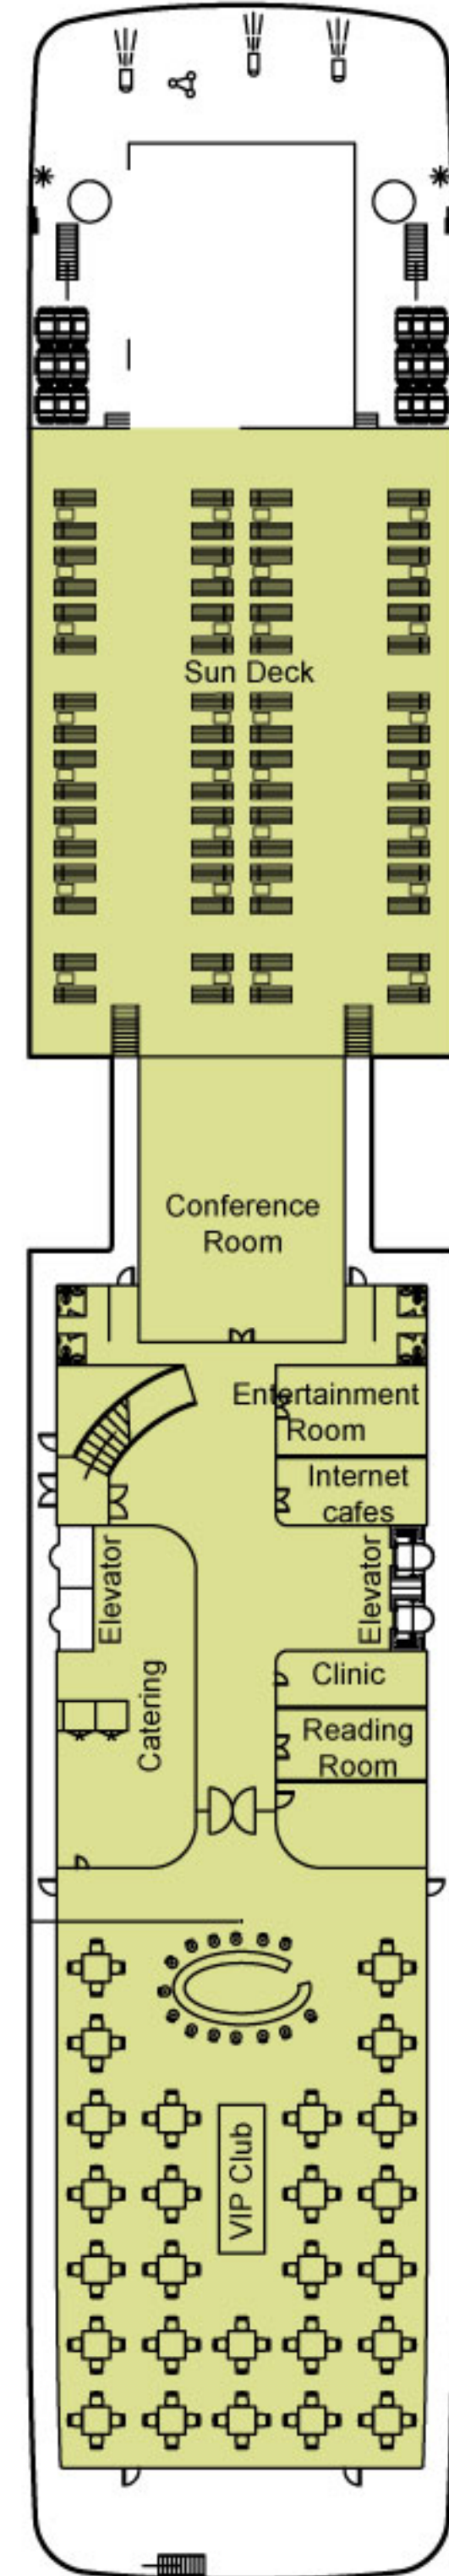 Sun Deck
Conference
Room
Entertainment
Room
Internet
cafes
Elevator
Elevator
Clinic
Catering
Reading
Room
VIP Club